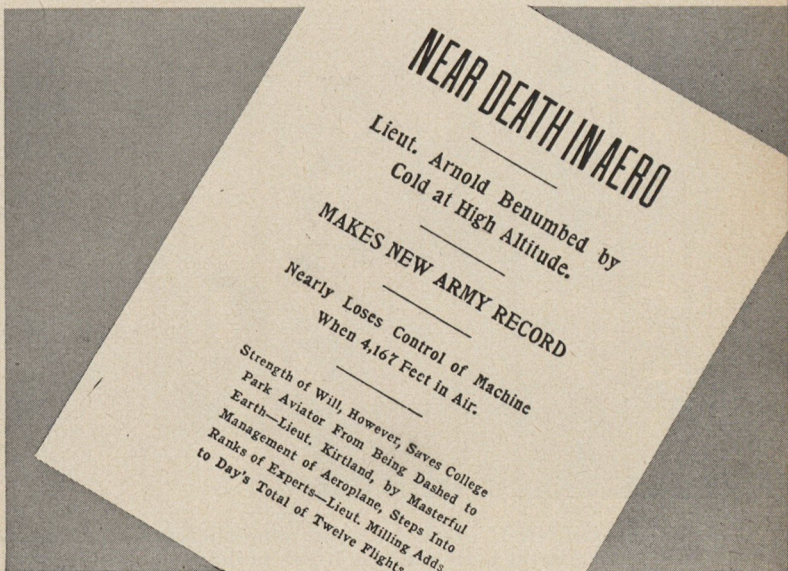 NEAR DEATH IN AERO
Lieut. Arnold Benumbed by
Cold at High Altitude.
MAKES NEW ARMY RECORD
Nearly Loses Control of Machine
When 4,167 Feet in Air.
Strength of Will, However, Saves College
Park Aviator From Being Dashed to
Earth—Lieut. Kirtland, by Masterful
Management of Aeroplane, Steps Into
Ranks of Experts—Lieut. Milling Adds
to Day's Total of Twelve Flights